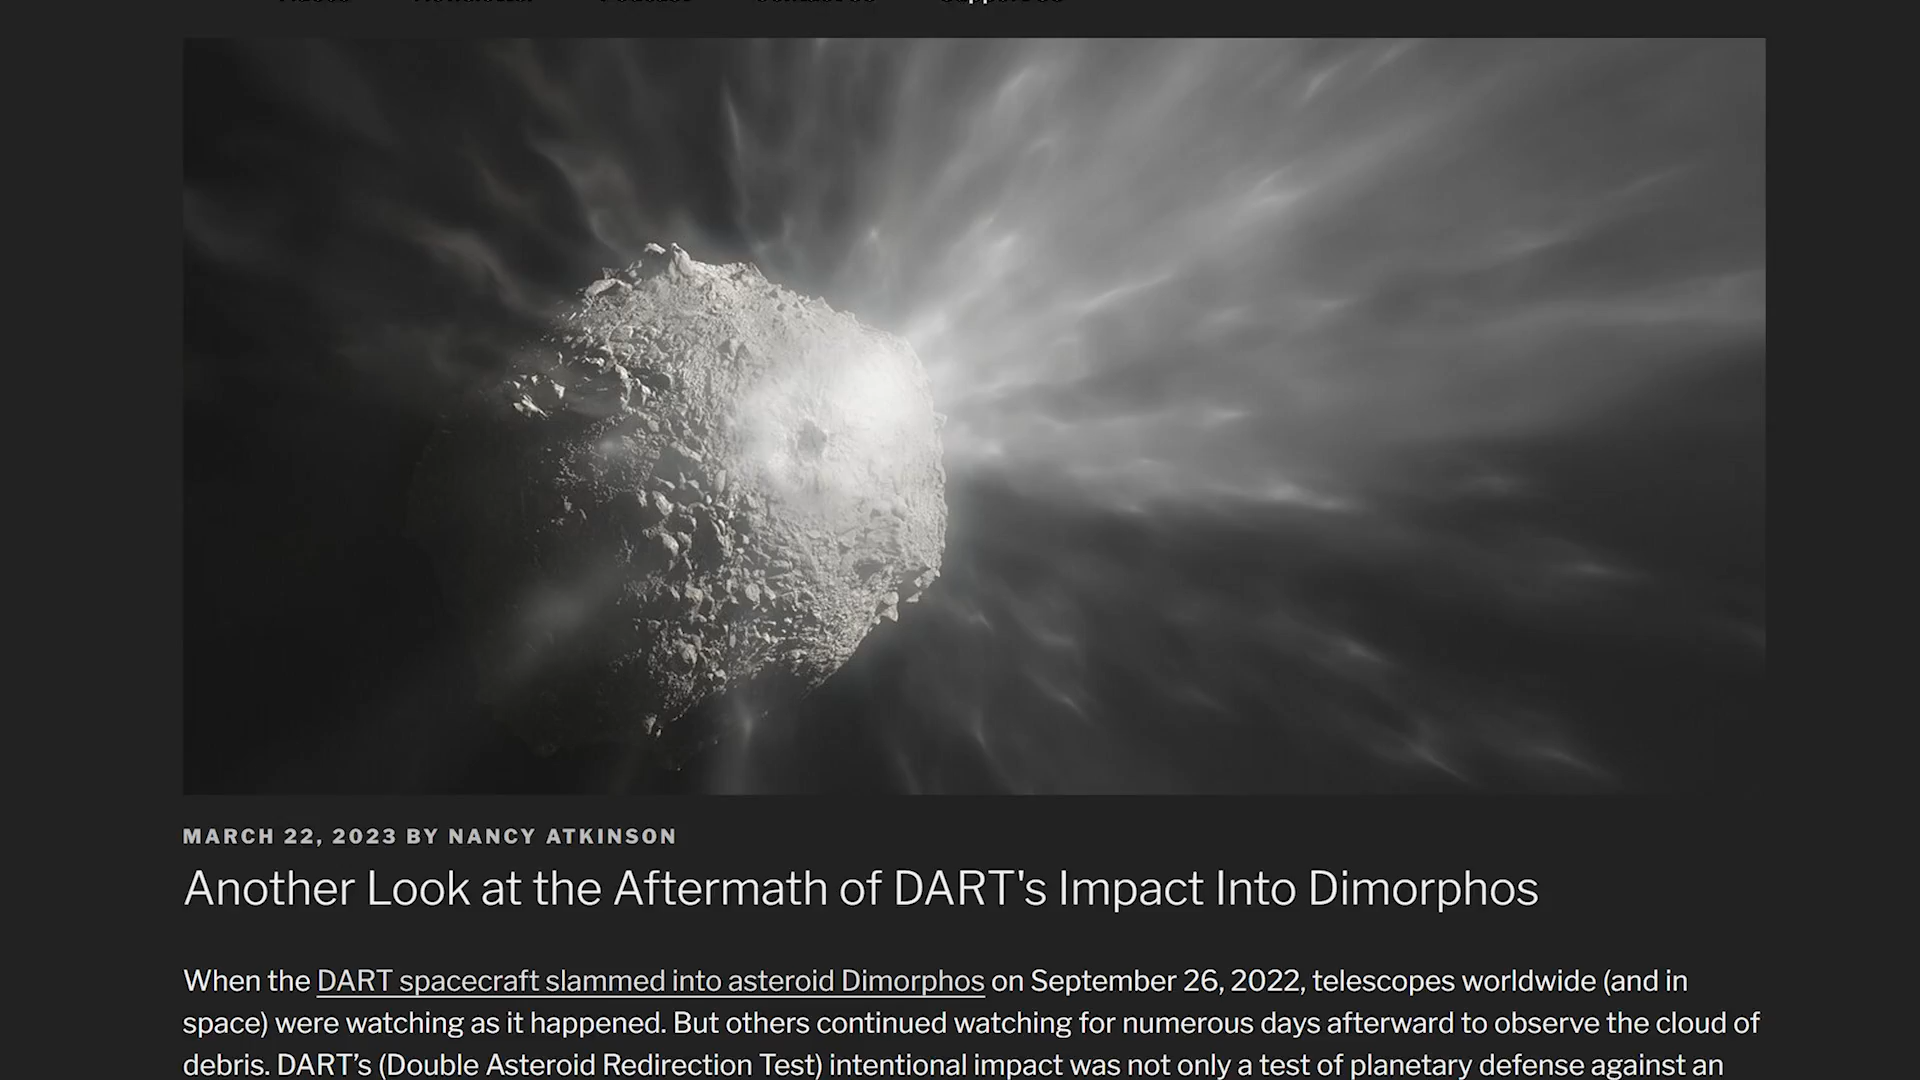 MARCH 22, 2023 BY NANCY ATKINSON
Another Look at the Aftermath of DART's Impact Into Dimorphos
When the DART spacecraft slammed into asteroid Dimorphos on September 26, 2022, telescopes worldwide (and in
space) were watching as it happened. But others continued watching for numerous days afterward to observe the cloud of
debris. DART’s (Double Asteroid Redirection Test) intentional impact was not only a test of planetary defense against an